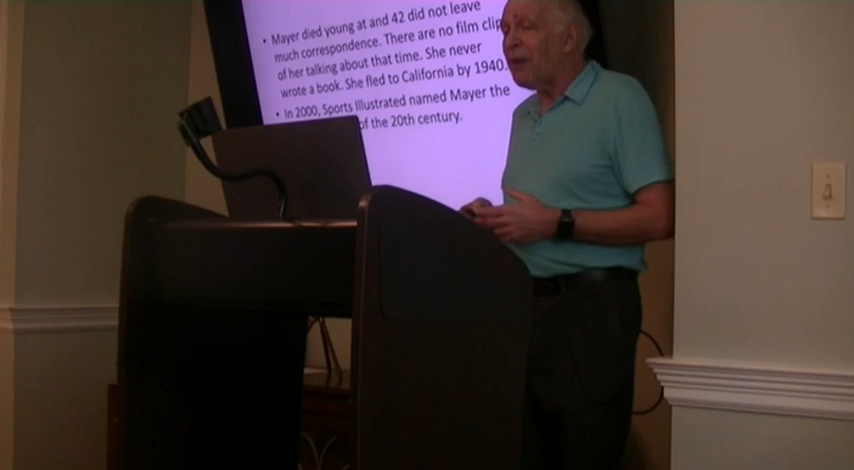 • Mayer died young at and 42 did not leave
much correspondence. There are no film clip
of her talking about that time. She never
wrote a book. She fled to California by 1940.
• In 2000, Sports Illustrated named Mayer the
of the 20th century.